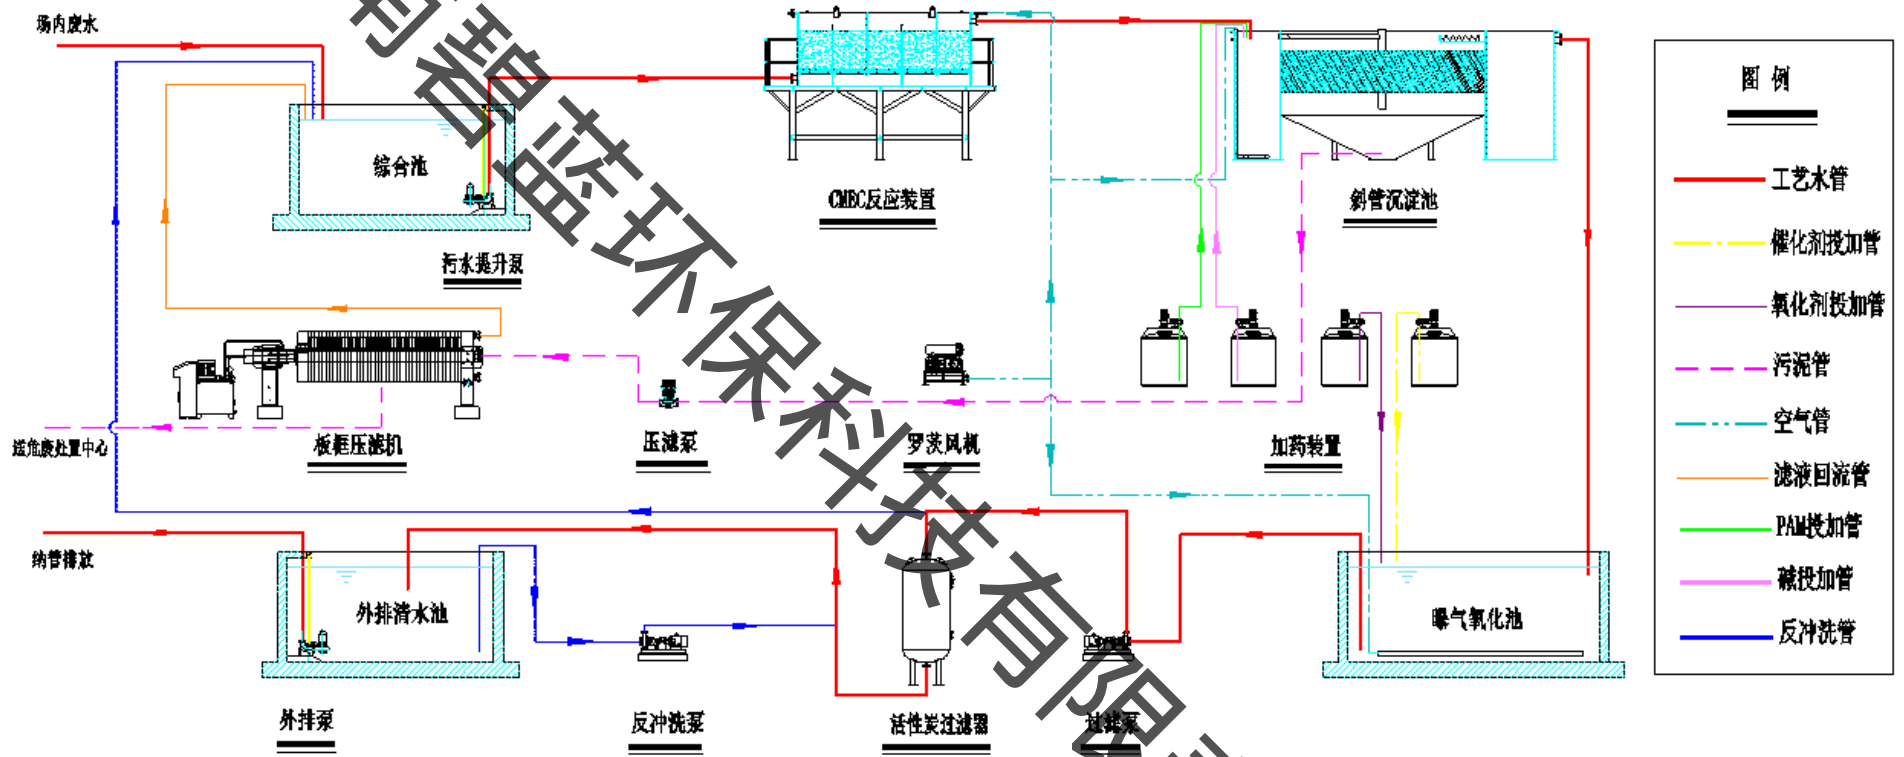 场内废水
综合池
污水提升泵
CMBC反应装置
斜管沉淀池
图例
工艺水管
催化剂投加管
氧化剂投加管
污泥管
空气管
滤液回流管
PAM投加管
碱投加管
反冲洗管
送危废处置中心
板框压滤机
压滤泵
罗茨风机
加药装置
纳管排放
外排清水池
曝气氧化池
外排泵
反冲洗泵
活性炭过滤器
过滤泵
碧蓝环保科技有限